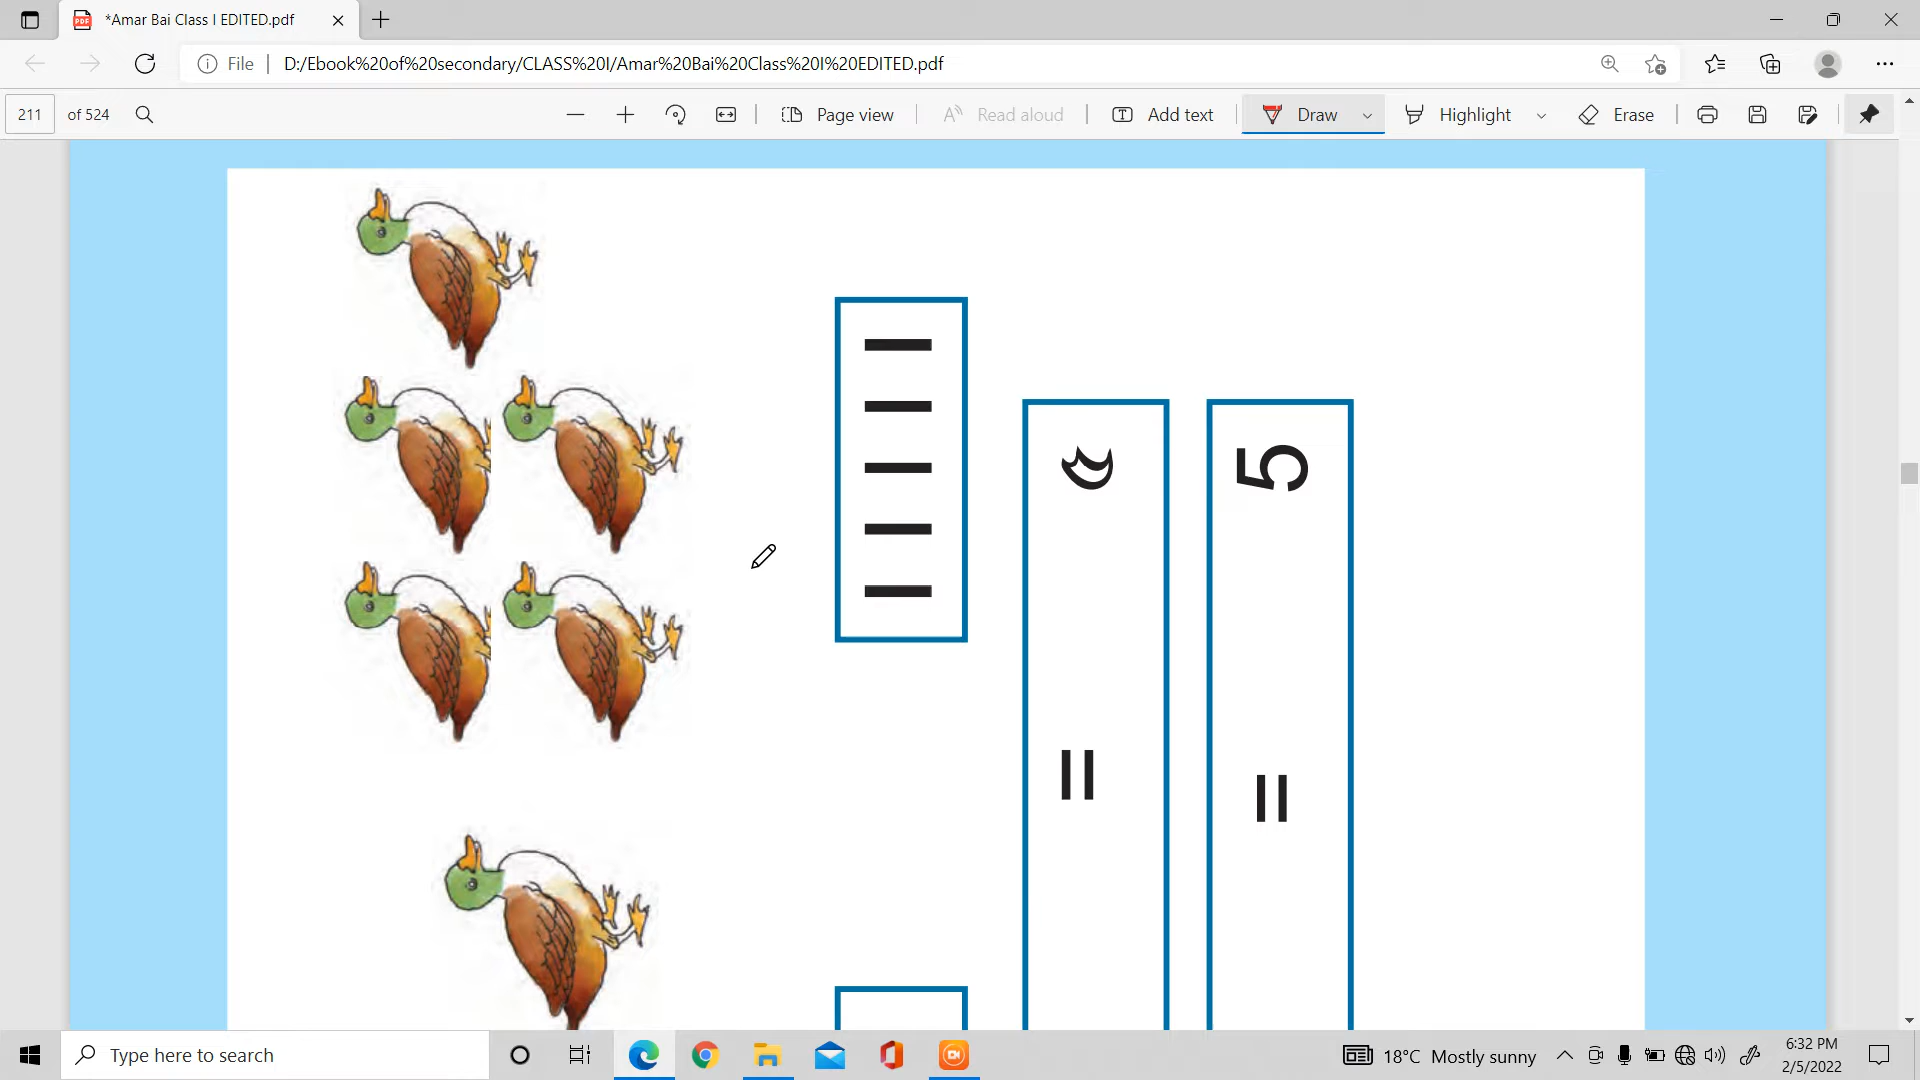 *Amar Bai Class I EDITED.pdf
File D:/Ebook%20of%20secondary/CLASS%20I/Amar%20Bai%20Class%20I%20EDITED.pdf
211 of 524 Page view Read aloud Add text Draw Highlight Erase
| | | | |
= ৫
= 5
Type here to search
18°C Mostly sunny
6:32 PM
2/5/2022